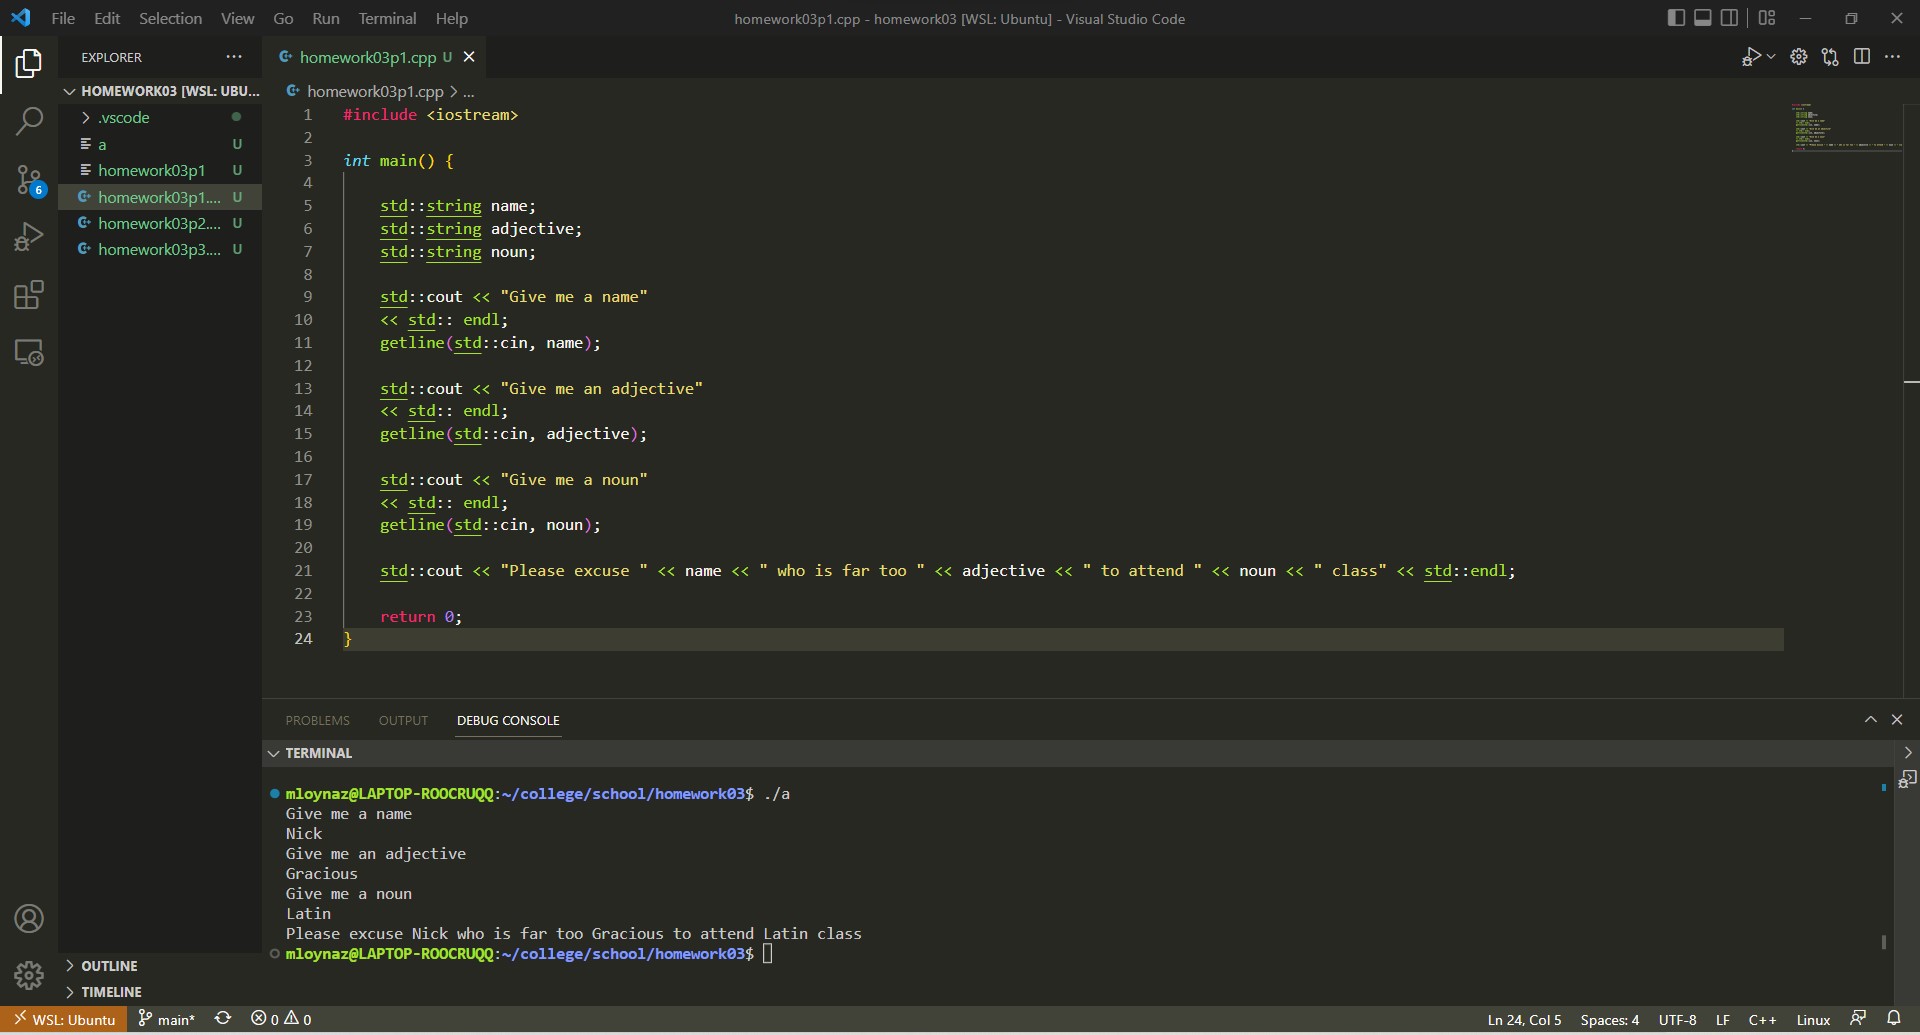 File Edit Selection View Go Run Terminal Help
homework03p1.cpp - homework03 [WSL: Ubuntu] - Visual Studio Code
EXPLORER
HOMEWORK03 [WSL: UBU...
.vscode
a U
homework03p1 U
homework03p1.... U
homework03p2.... U
homework03p3.... U
6
OUTLINE
TIMELINE
homework03p1.cpp U
homework03p1.cpp > ...
1 #include <iostream>
2
3 int main() {
4
5 std::string name;
6 std::string adjective;
7 std::string noun;
8
9 std::cout << "Give me a name"
10 << std:: endl;
11 getline(std::cin, name);
12
13 std::cout << "Give me an adjective"
14 << std:: endl;
15 getline(std::cin, adjective);
16
17 std::cout << "Give me a noun"
18 << std:: endl;
19 getline(std::cin, noun);
20
21 std::cout << "Please excuse " << name << " who is far too " << adjective << " to attend " << noun << " class" << std::endl;
22
23 return 0;
24 }
PROBLEMS OUTPUT DEBUG CONSOLE
TERMINAL
mloynaz@LAPTOP-ROOCRUQQ:~/college/school/homework03$ ./a
Give me a name
Nick
Give me an adjective
Gracious
Give me a noun
Latin
Please excuse Nick who is far too Gracious to attend Latin class
mloynaz@LAPTOP-ROOCRUQQ:~/college/school/homework03$
WSL: Ubuntu main* 0 0 Ln 24, Col 5 Spaces: 4 UTF-8 LF C++ Linux